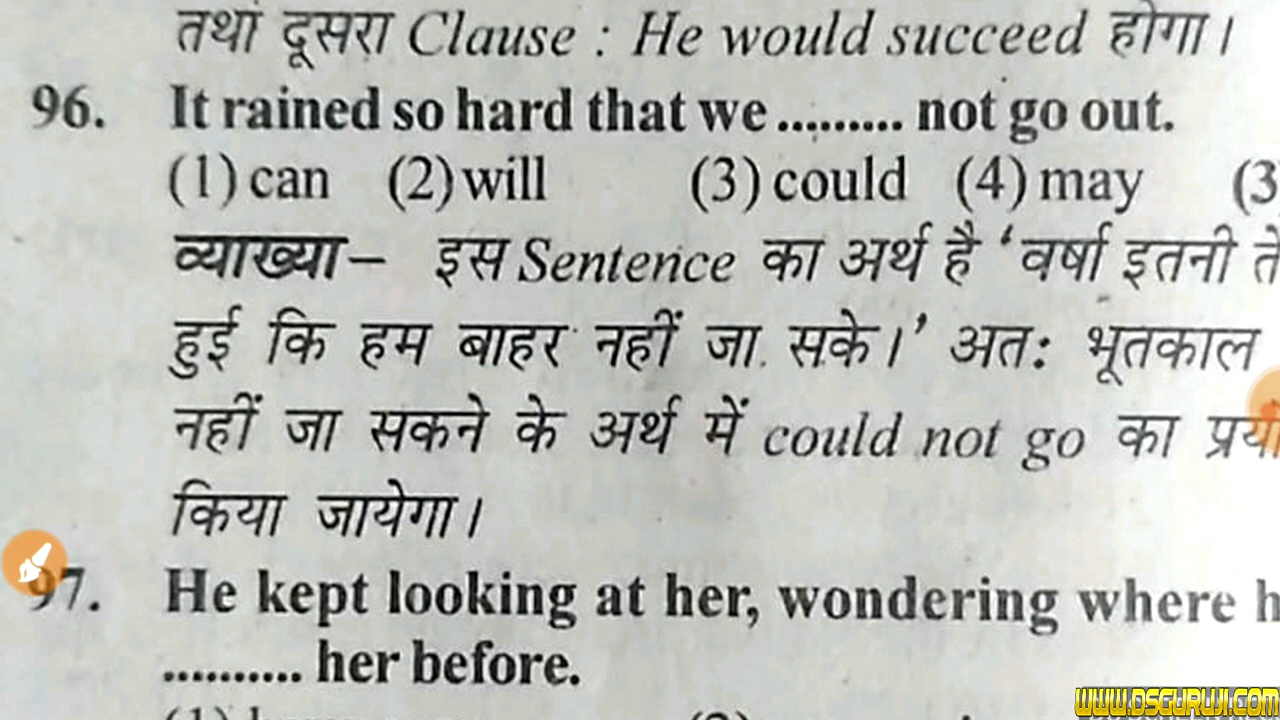 तथा दूसरा Clause : He would succeed होगा।
96. It rained so hard that we ......... not go out.
(1) can (2) will (3) could (4) may (3
व्याख्या– इस Sentence का अर्थ है ‘वर्षा इतनी ते
हुई कि हम बाहर नहीं जा सके।’ अतः भूतकाल
नहीं जा सकने के अर्थ में could not go का प्रयो
किया जायेगा।
97. He kept looking at her, wondering where h
.......... her before.
WWW.DSGURUJI.COM